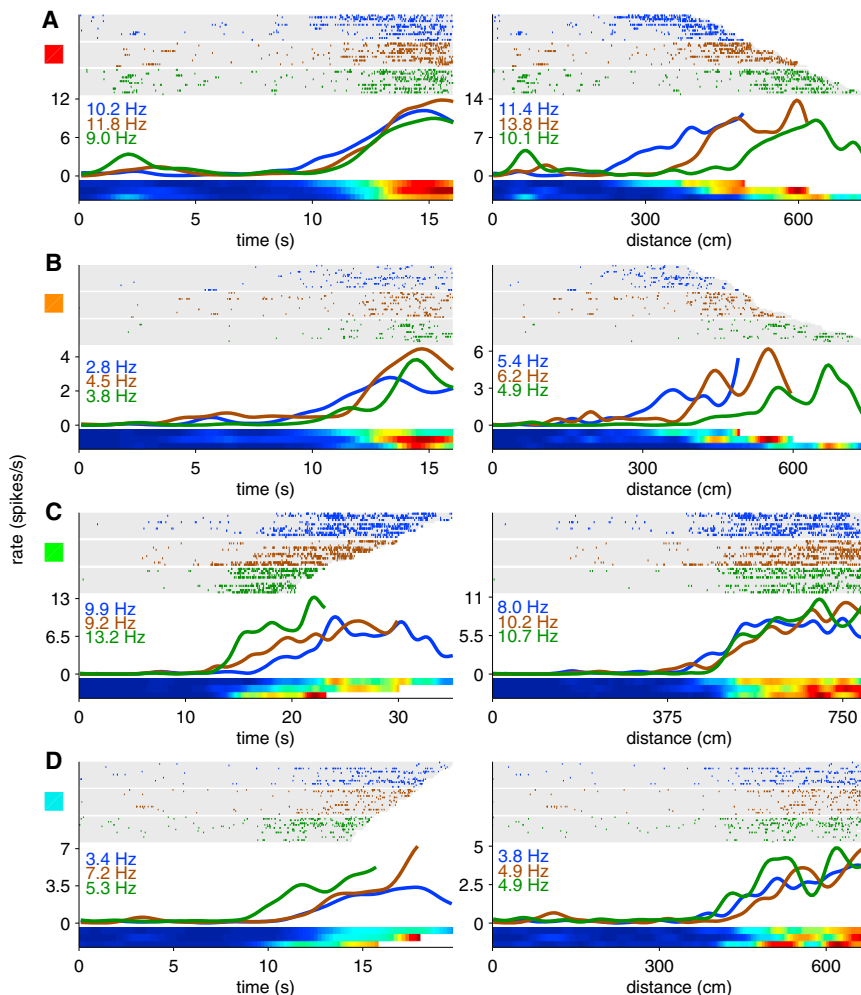 A
12
6
0
10.2 Hz
11.8 Hz
9.0 Hz
0 5 10 15
time (s)
14
7
0
11.4 Hz
13.8 Hz
10.1 Hz
0 300 600
distance (cm)
B
4
2
0
2.8 Hz
4.5 Hz
3.8 Hz
0 5 10 15
time (s)
6
3
0
5.4 Hz
6.2 Hz
4.9 Hz
0 300 600
distance (cm)
rate (spikes/s)
C
13
6.5
0
9.9 Hz
9.2 Hz
13.2 Hz
0 10 20 30
time (s)
11
5.5
0
8.0 Hz
10.2 Hz
10.7 Hz
0 375 750
distance (cm)
D
7
3.5
0
3.4 Hz
7.2 Hz
5.3 Hz
0 5 10 15
time (s)
5
2.5
0
3.8 Hz
4.9 Hz
4.9 Hz
0 300 600
distance (cm)